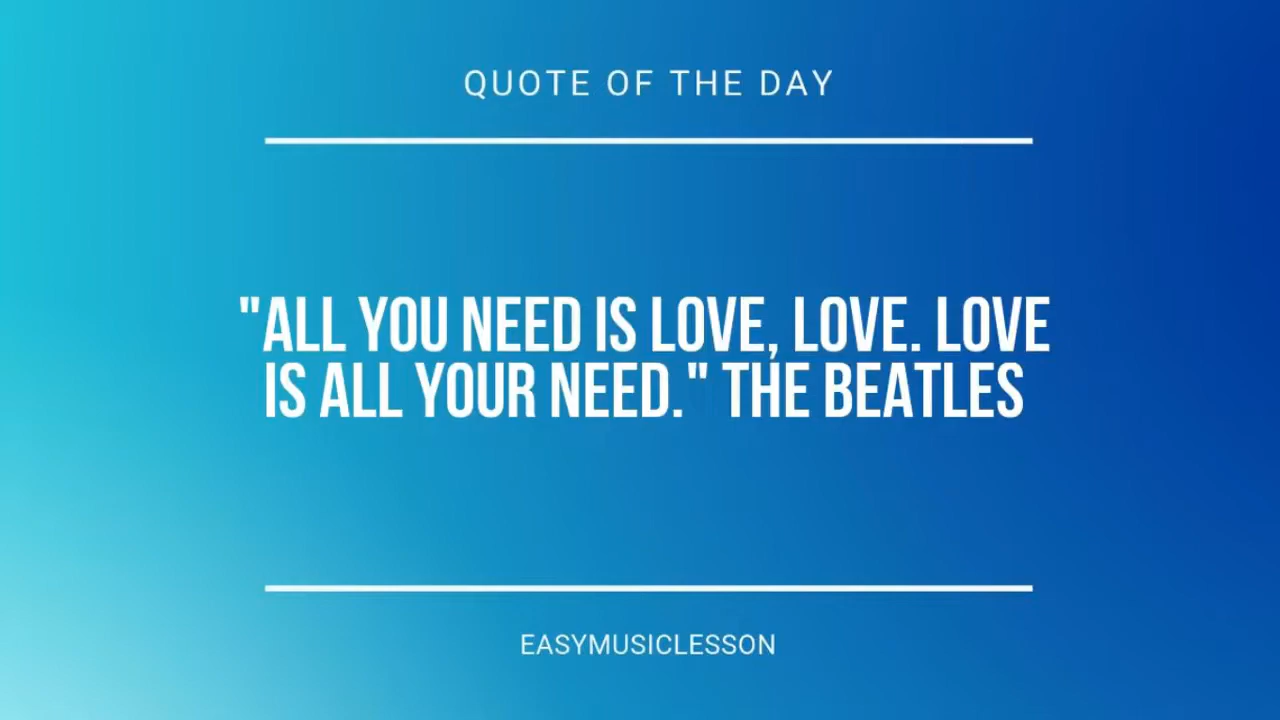 QUOTE OF THE DAY
"ALL YOU NEED IS LOVE, LOVE. LOVE
IS ALL YOUR NEED." THE BEATLES
EASYMUSICLESSON